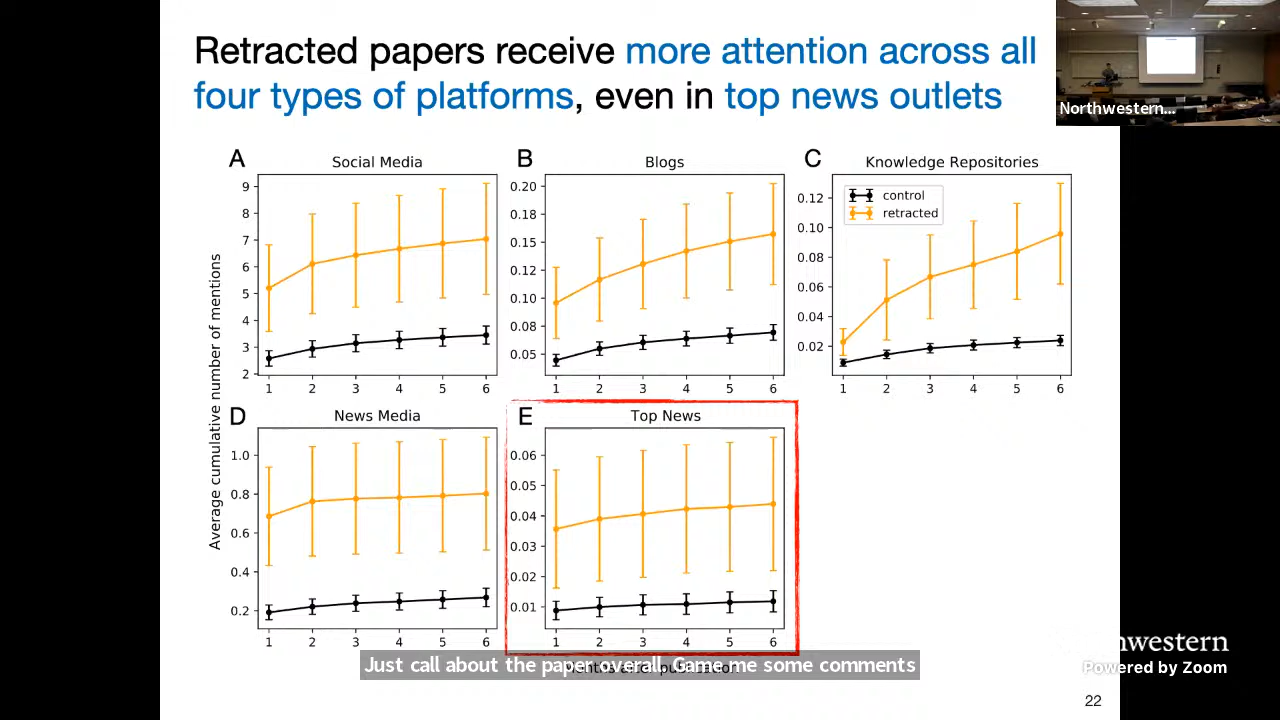 Retracted papers receive more attention across all
four types of platforms, even in top news outlets
Northwestern...
A
Social Media
B
Blogs
C
Knowledge Repositories
Average cumulative number of mentions
9
8
7
6
5
4
3
2
1 2 3 4 5 6
0.20
0.18
0.15
0.12
0.10
0.08
0.05
1 2 3 4 5 6
0.12
0.10
0.08
0.06
0.04
0.02
control
retracted
1 2 3 4 5 6
D
News Media
E
Top News
1.0
0.8
0.6
0.4
0.2
1 2 3 4 5 6
0.06
0.05
0.04
0.03
0.02
0.01
1 2 3 4 5 6
Just call about the paper overall. Game me some comments
hwestern
Powered by Zoom
22